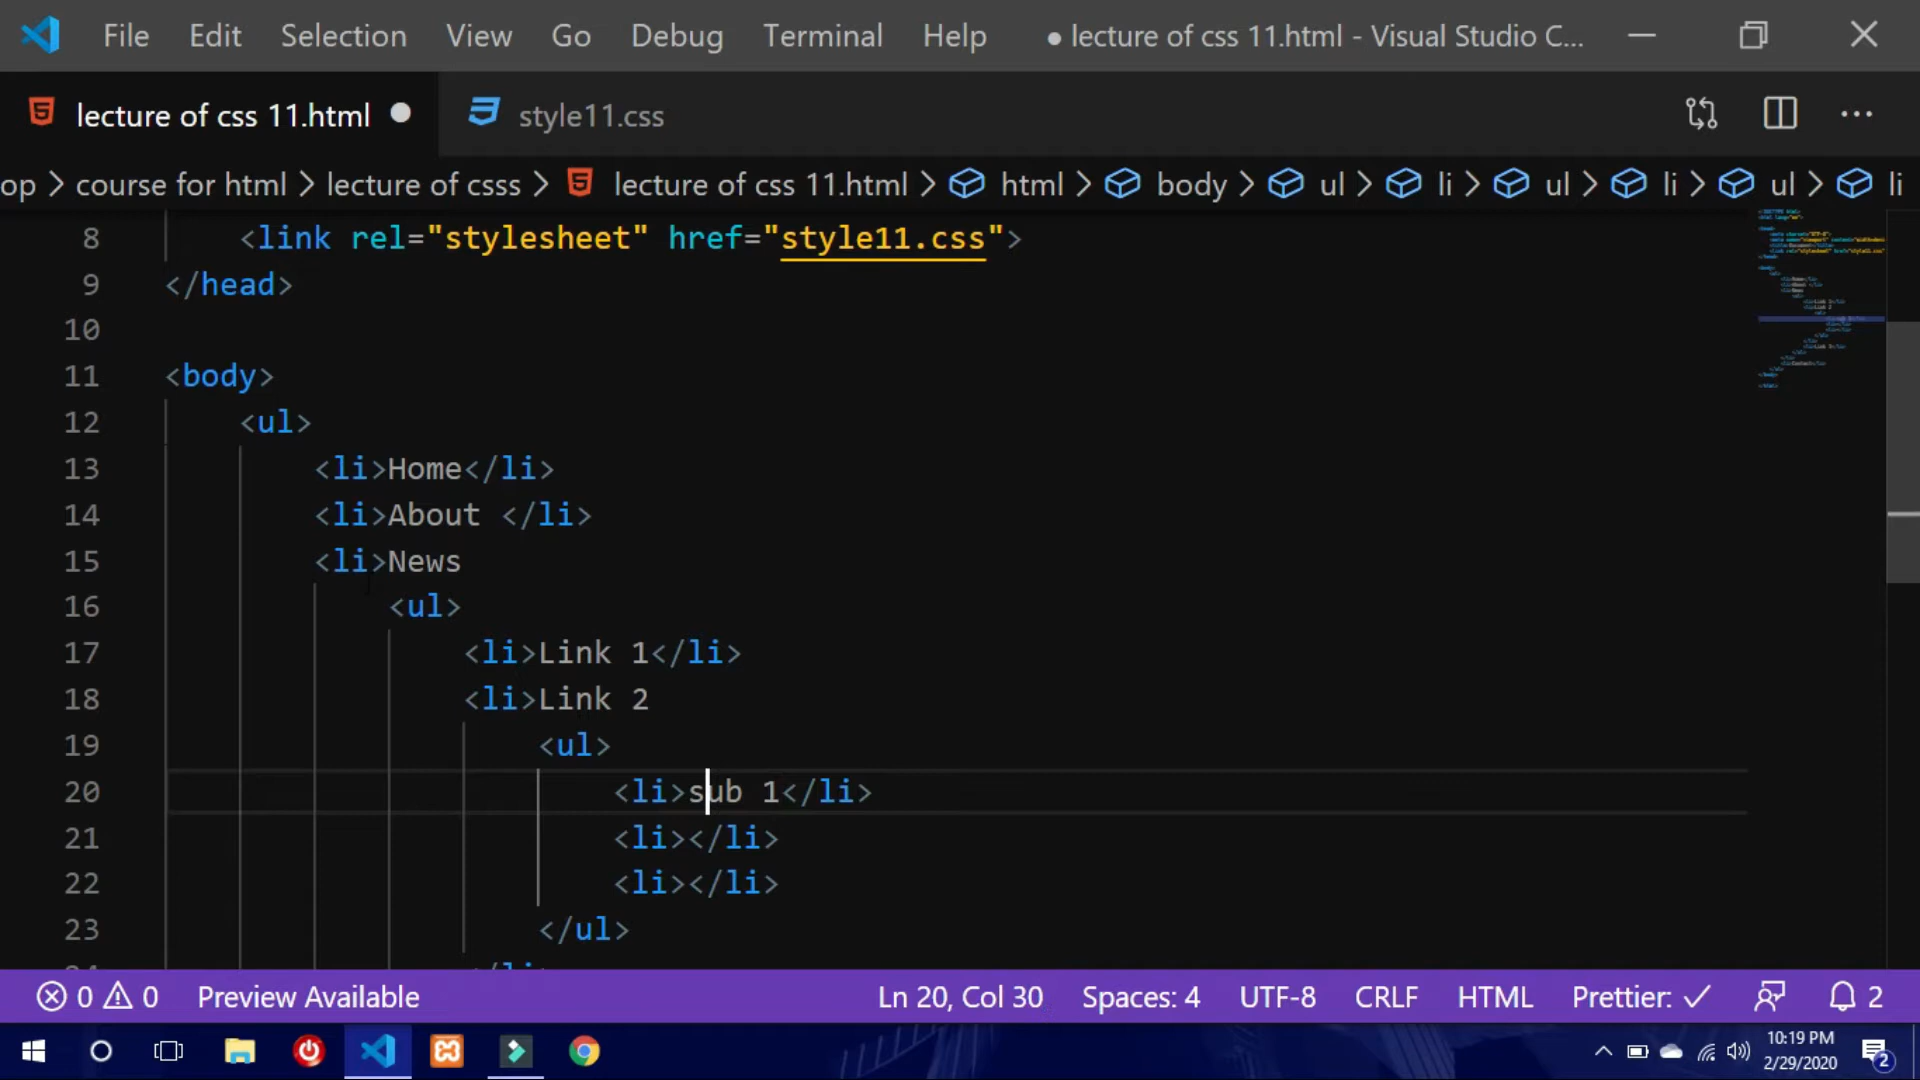 File Edit Selection View Go Debug Terminal Help ● lecture of css 11.html - Visual Studio C...
lecture of css 11.html ● style11.css
op > course for html > lecture of csss > lecture of css 11.html > html > body > ul > li > ul > li > ul > li
8 <link rel="stylesheet" href="style11.css">
9 </head>
10
11 <body>
12 <ul>
13 <li>Home</li>
14 <li>About </li>
15 <li>News
16 <ul>
17 <li>Link 1</li>
18 <li>Link 2
19 <ul>
20 <li>sub 1</li>
21 <li></li>
22 <li></li>
23 </ul>
0 0 Preview Available Ln 20, Col 30 Spaces: 4 UTF-8 CRLF HTML Prettier: ✓ 2
10:19 PM
2/29/2020 2